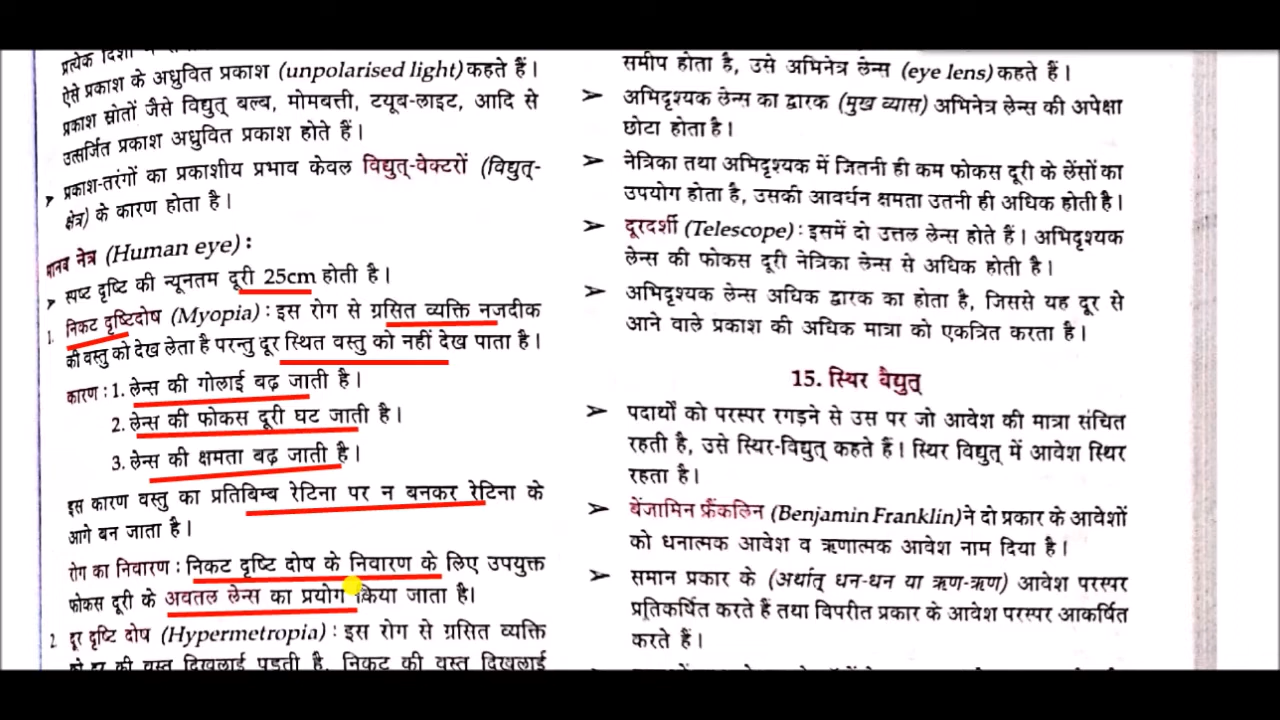 प्रत्येक दिशा में
ऐसे प्रकाश के अध्रुवित प्रकाश (unpolarised light) कहते हैं।
प्रकाश स्रोतों जैसे विद्युत् बल्ब, मोमबत्ती, टयूब-लाइट, आदि से
उत्सर्जित प्रकाश अध्रुवित प्रकाश होते हैं।
➤ प्रकाश-तरंगों का प्रकाशीय प्रभाव केवल विद्युत्-वेक्टरों (विद्युत्-
क्षेत्र) के कारण होता है।
मानव नेत्र (Human eye) :
➤ स्पष्ट दृष्टि की न्यूनतम दूरी 25cm होती है।
1. निकट दृष्टिदोष (Myopia) : इस रोग से ग्रसित व्यक्ति नजदीक
की वस्तु को देख लेता है परन्तु दूर स्थित वस्तु को नहीं देख पाता है।
कारण : 1. लेन्स की गोलाई बढ़ जाती है।
2. लेन्स की फोकस दूरी घट जाती है।
3. लेन्स की क्षमता बढ़ जाती है।
इस कारण वस्तु का प्रतिबिम्ब रेटिना पर न बनकर रेटिना के
आगे बन जाता है।
रोग का निवारण : निकट दृष्टि दोष के निवारण के लिए उपयुक्त
फोकस दूरी के अवतल लेन्स का प्रयोग किया जाता है।
2. दूर दृष्टि दोष (Hypermetropia) : इस रोग से ग्रसित व्यक्ति
को दूर की वस्तु दिखलाई पड़ती है, निकट की वस्तु दिखलाई
समीप होता है, उसे अभिनेत्र लेन्स (eye lens) कहते हैं।
➤ अभिदृश्यक लेन्स का द्वारक (मुख व्यास) अभिनेत्र लेन्स की अपेक्षा
छोटा होता है।
➤ नेत्रिका तथा अभिदृश्यक में जितनी ही कम फोकस दूरी के लेंसों का
उपयोग होता है, उसकी आवर्धन क्षमता उतनी ही अधिक होती है।
➤ दूरदर्शी (Telescope) : इसमें दो उत्तल लेन्स होते हैं। अभिदृश्यक
लेन्स की फोकस दूरी नेत्रिका लेन्स से अधिक होती है।
➤ अभिदृश्यक लेन्स अधिक द्वारक का होता है, जिससे यह दूर से
आने वाले प्रकाश की अधिक मात्रा को एकत्रित करता है।
15. स्थिर वैद्युत्
➤ पदार्थों को परस्पर रगड़ने से उस पर जो आवेश की मात्रा संचित
रहती है, उसे स्थिर-विद्युत् कहते हैं। स्थिर विद्युत् में आवेश स्थिर
रहता है।
➤ बेंजामिन फ्रैंकलिन (Benjamin Franklin) ने दो प्रकार के आवेशों
को धनात्मक आवेश व ऋणात्मक आवेश नाम दिया है।
➤ समान प्रकार के (अर्थात् धन-धन या ऋण-ऋण) आवेश परस्पर
प्रतिकर्षित करते हैं तथा विपरीत प्रकार के आवेश परस्पर आकर्षित
करते हैं।